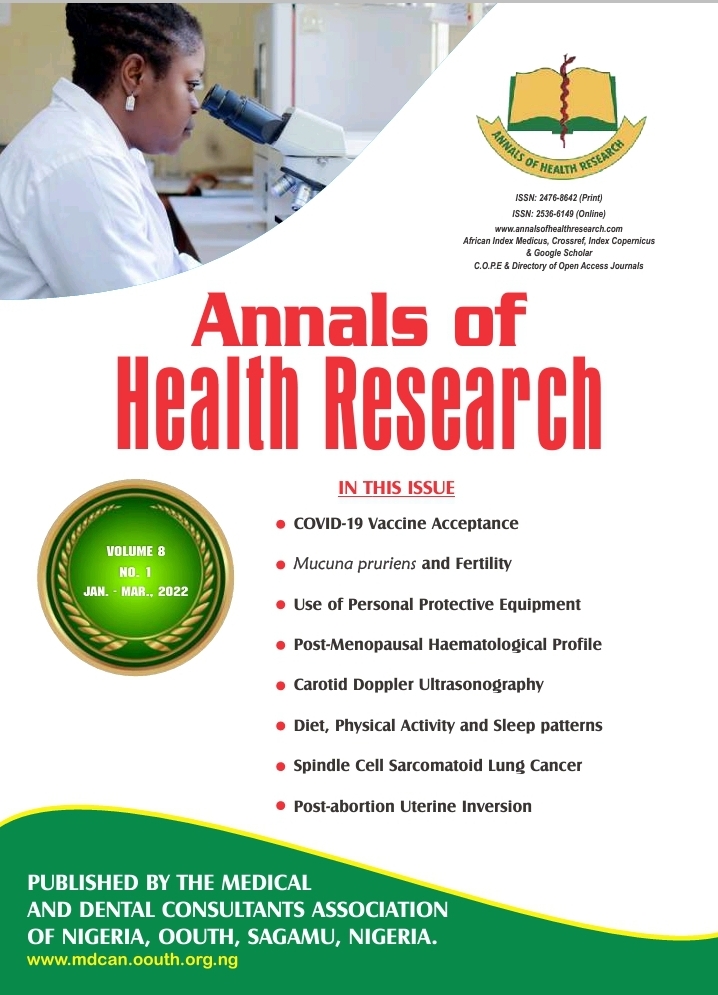 ANNALS OF HEALTH RESEARCH
ISSN: 2476-8642 (Print)
ISSN: 2536-6149 (Online)
www.annalsofhealthresearch.com
African Index Medicus, Crossref, Index Copernicus
& Google Scholar
C.O.P.E & Directory of Open Access Journals
Annals of
Health Research
IN THIS ISSUE
VOLUME 8
NO. 1
JAN. - MAR., 2022
• COVID-19 Vaccine Acceptance
• Mucuna pruriens and Fertility
• Use of Personal Protective Equipment
• Post-Menopausal Haematological Profile
• Carotid Doppler Ultrasonography
• Diet, Physical Activity and Sleep patterns
• Spindle Cell Sarcomatoid Lung Cancer
• Post-abortion Uterine Inversion
PUBLISHED BY THE MEDICAL
AND DENTAL CONSULTANTS ASSOCIATION
OF NIGERIA, OOUTH, SAGAMU, NIGERIA.
www.mdcan.oouth.org.ng